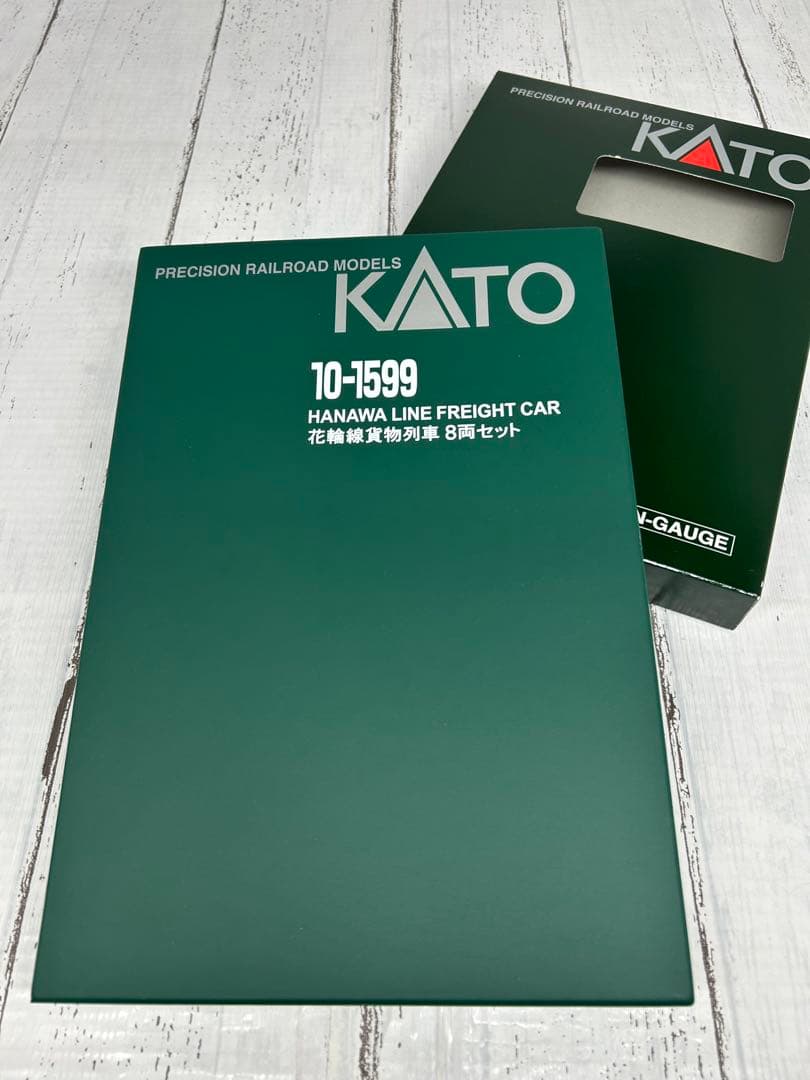 PRECISION RAILROAD MODELS
KATO
PRECISION RAILROAD MODELS
KATO
10-1599
HANAWA LINE FREIGHT CAR
花輪線貨物列車 8両セット
N-GAUGE